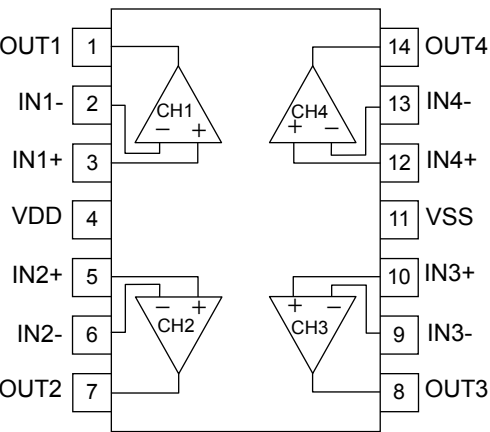 OUT1 1 14 OUT4
IN1- 2 CH1 CH4 13 IN4-
− + + −
IN1+ 3 12 IN4+
VDD 4 11 VSS
IN2+ 5 10 IN3+
− + + −
IN2- 6 CH2 CH3 9 IN3-
OUT2 7 8 OUT3